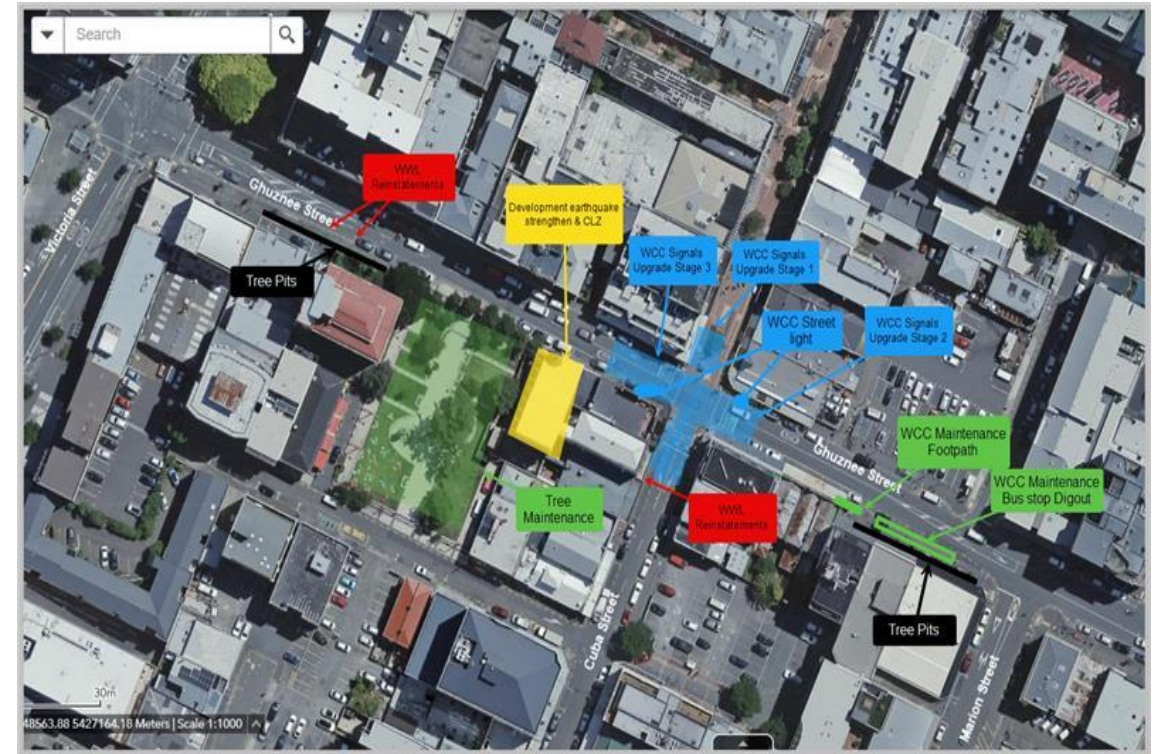 Search
WWL
Reinstatements
Ghuznee Street
Victoria Street
Tree Pits
Development earthquake
strengthen & CLZ
WCC Signals
Upgrade Stage 3
WCC Signals
Upgrade Stage 1
WCC Street
light
WCC Signals
Upgrade Stage 2
WCC Maintenance
Footpath
Ghuznee Street
WCC Maintenance
Bus stop Digout
Tree
Maintenance
WWL
Reinstatements
Tree Pits
Cuba Street
Marion Street
30m
48563.88 5427164.18 Meters | Scale 1:1000